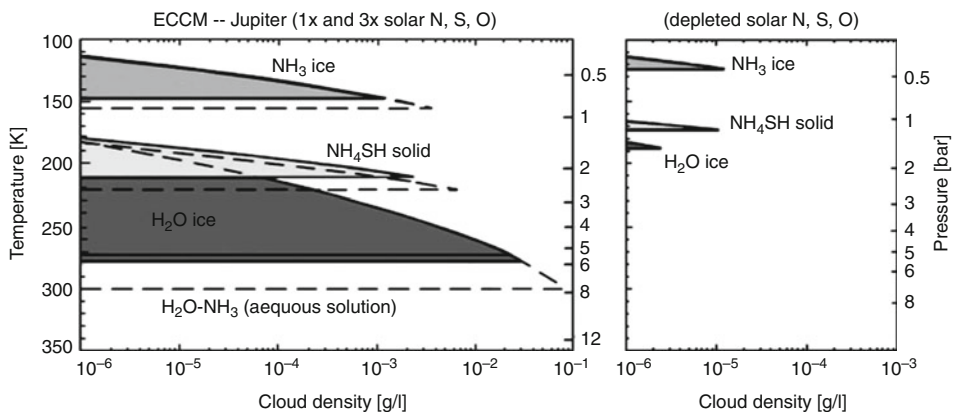 ECCM -- Jupiter (1x and 3x solar N, S, O)
(depleted solar N, S, O)
Temperature [K]
100
150
200
250
300
350
NH₃ ice
NH₄SH solid
H₂O ice
H₂O-NH₃ (aequous solution)
0.5
1
2
3
4
5
6
8
12
10⁻⁶ 10⁻⁵ 10⁻⁴ 10⁻³ 10⁻² 10⁻¹
Cloud density [g/l]
NH₃ ice
NH₄SH solid
H₂O ice
0.5
1
2
3
4
5
6
8
Pressure [bar]
10⁻⁶ 10⁻⁵ 10⁻⁴ 10⁻³
Cloud density [g/l]